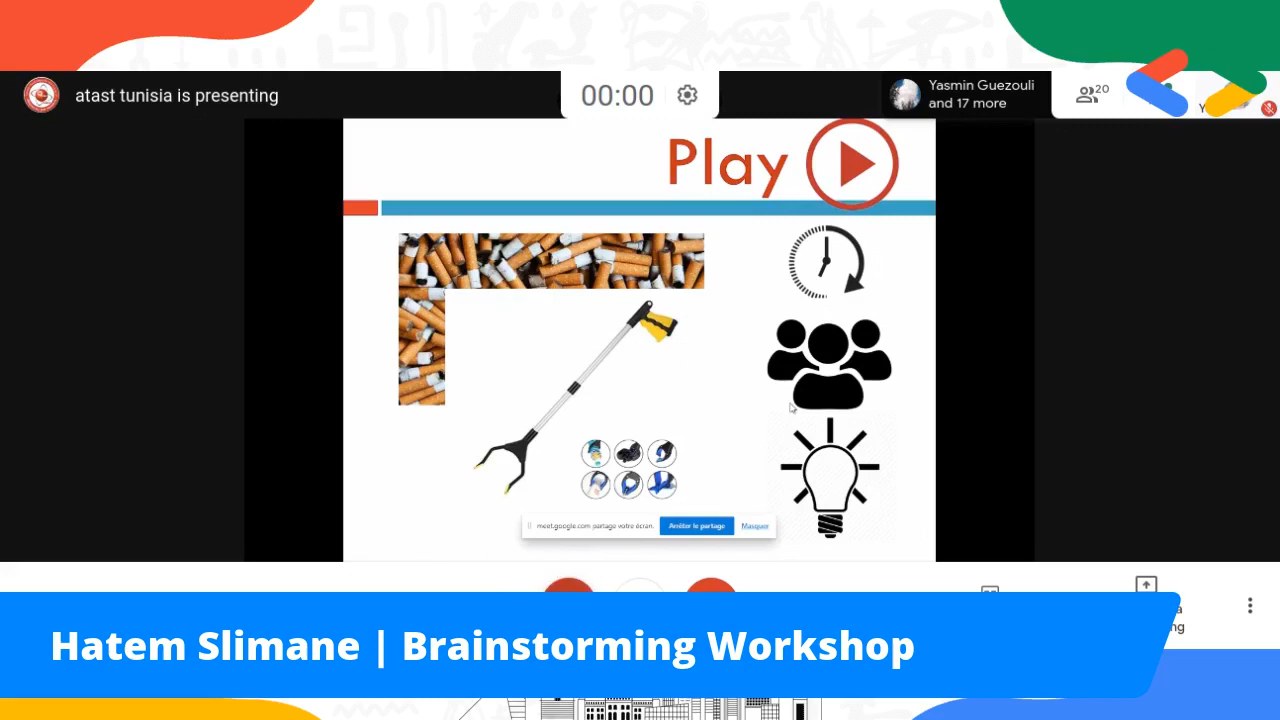 atast tunisia is presenting
00:00
Yasmin Guezouli
and 17 more
20
Play
meet.google.com partage votre écran.
Arrêter le partage
Masquer
Hatem Slimane | Brainstorming Workshop